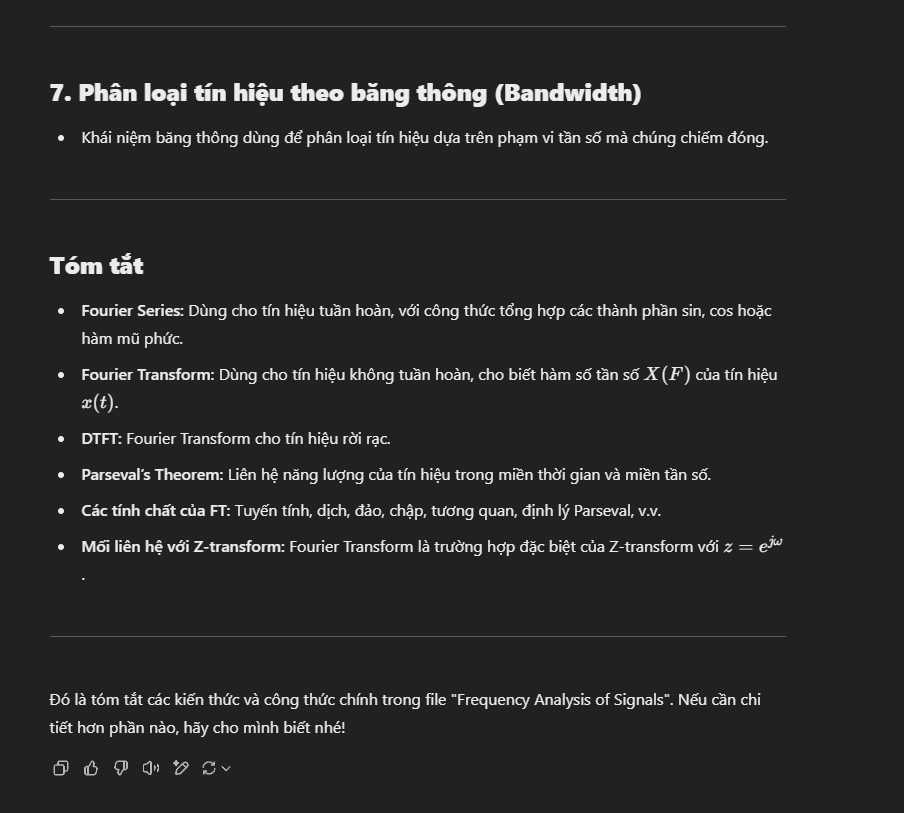 7. Phân loại tín hiệu theo băng thông (Bandwidth)
• Khái niệm băng thông dùng để phân loại tín hiệu dựa trên phạm vi tần số mà chúng chiếm đóng.
Tóm tắt
• Fourier Series: Dùng cho tín hiệu tuần hoàn, với công thức tổng hợp các thành phần sin, cos hoặc
hàm mũ phức.
• Fourier Transform: Dùng cho tín hiệu không tuần hoàn, cho biết hàm số tần số X(F) của tín hiệu
x(t).
• DTFT: Fourier Transform cho tín hiệu rời rạc.
• Parseval’s Theorem: Liên hệ năng lượng của tín hiệu trong miền thời gian và miền tần số.
• Các tính chất của FT: Tuyến tính, dịch, đảo, chập, tương quan, định lý Parseval, v.v.
• Mối liên hệ với Z-transform: Fourier Transform là trường hợp đặc biệt của Z-transform với z = e^{jω}
.
Đó là tóm tắt các kiến thức và công thức chính trong file "Frequency Analysis of Signals". Nếu cần chi
tiết hơn phần nào, hãy cho mình biết nhé!